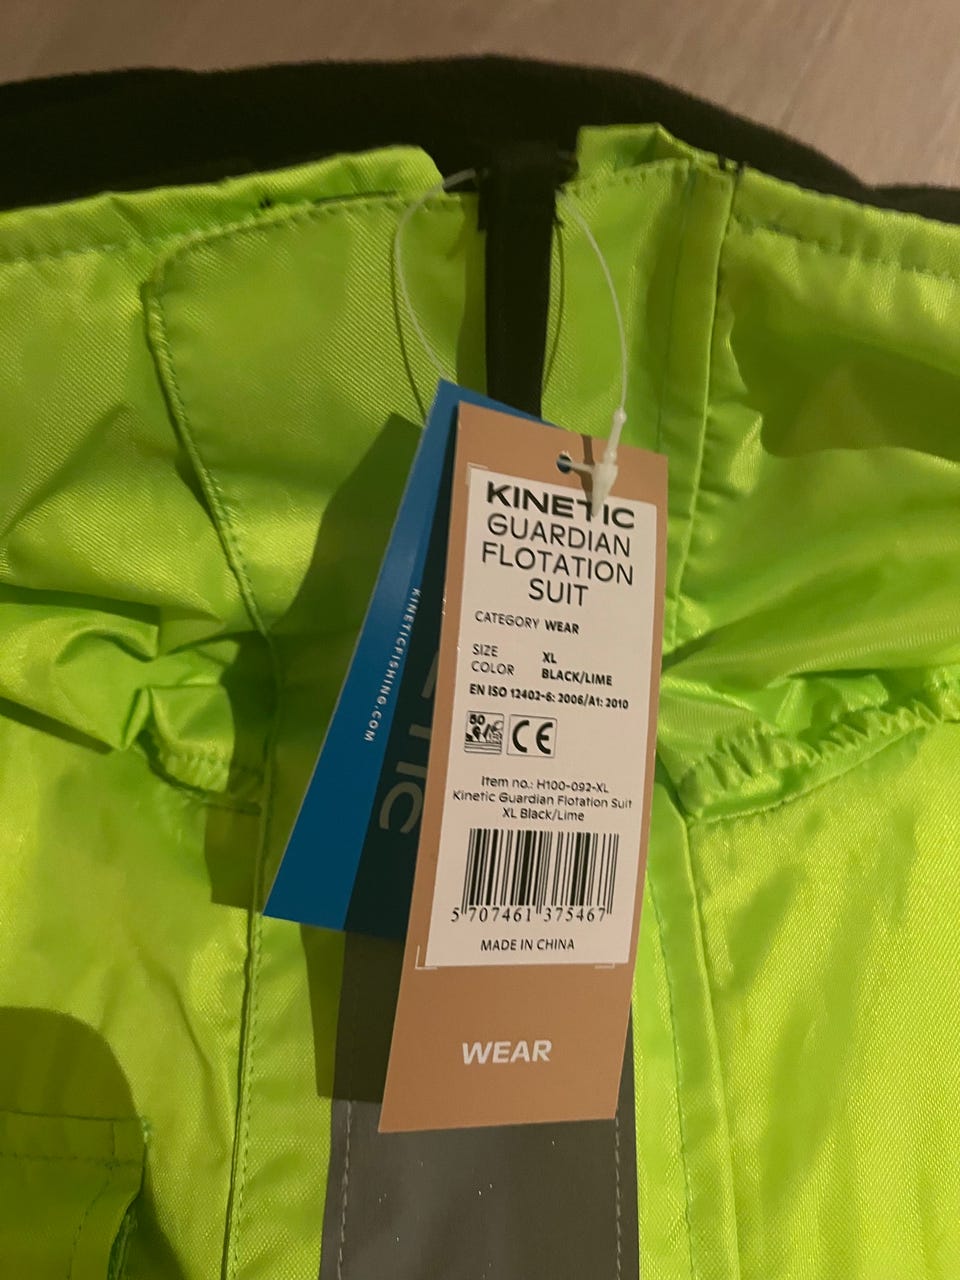 KINETIC
GUARDIAN
FLOTATION
SUIT
CATEGORY WEAR
SIZE XL
COLOR BLACK/LIME
EN ISO 12402-6: 2006/A1: 2010
50
CE
Item no.: H100-092-XL
Kinetic Guardian Flotation Suit
XL Black/Lime
5 707461 375467
MADE IN CHINA
WEAR
KINETICFISHING.COM
TIC